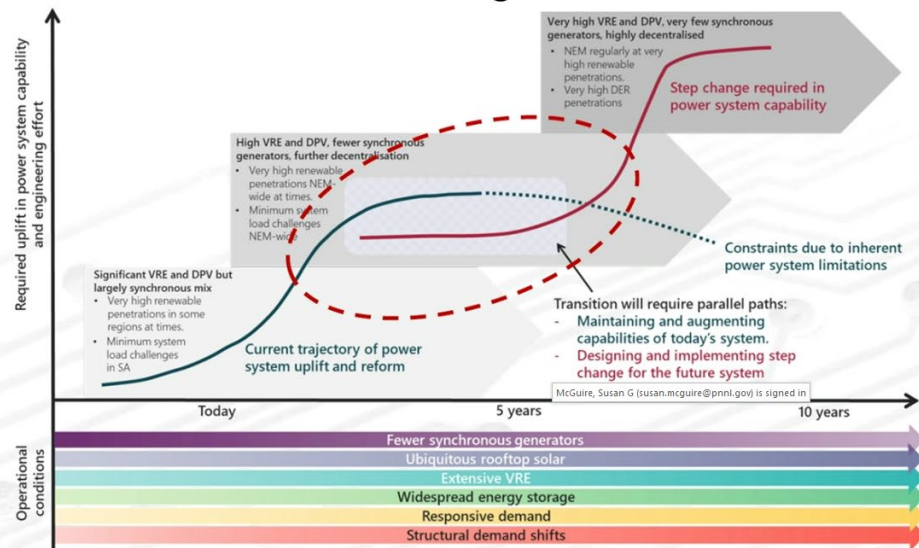 Required uplift in power system capability
and engineering effort
Very high VRE and DPV, very few synchronous
generators, highly decentralised
• NEM regularly at very
high renewable
penetrations.
• Very high DER
penetrations
Step change required in
power system capability
High VRE and DPV, fewer synchronous
generators, further decentralisation
• Very high renewable
penetrations NEM-
wide at times.
• Minimum system
load challenges
NEM-wide
Constraints due to inherent
power system limitations
Significant VRE and DPV but
largely synchronous mix
• Very high renewable
penetrations in some
regions at times.
• Minimum system
load challenges
in SA
Current trajectory of power
system uplift and reform
Transition will require parallel paths:
- Maintaining and augmenting
capabilities of today's system.
- Designing and implementing step
change for the future system
McGuire, Susan G (susan.mcguire@pnnl.gov) is signed in
Today
5 years
10 years
Operational
conditions
Fewer synchronous generators
Ubiquitous rooftop solar
Extensive VRE
Widespread energy storage
Responsive demand
Structural demand shifts